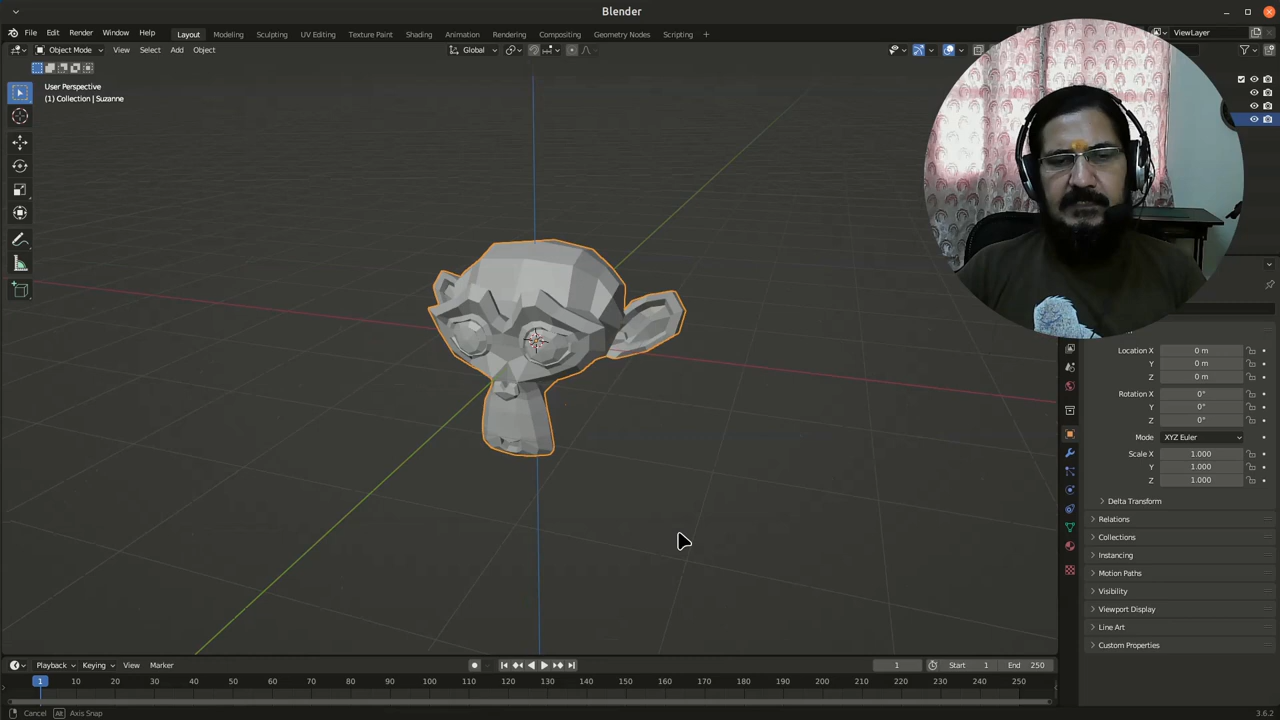 Blender
File Edit Render Window Help Layout Modeling Sculpting UV Editing Texture Paint Shading Animation Rendering Compositing Geometry Nodes Scripting + ViewLayer
Object Mode View Select Add Object Global
User Perspective
(1) Collection | Suzanne
Location X 0 m
Y 0 m
Z 0 m
Rotation X 0°
Y 0°
Z 0°
Mode XYZ Euler
Scale X 1.000
Y 1.000
Z 1.000
Delta Transform
Relations
Collections
Instancing
Motion Paths
Visibility
Viewport Display
Line Art
Custom Properties
Playback Keying View Marker 1 Start 1 End 250
1 10 20 30 40 50 60 70 80 90 100 110 120 130 140 150 160 170 180 190 200 210 220 230 240 250
Cancel Alt Axis Snap 3.6.2